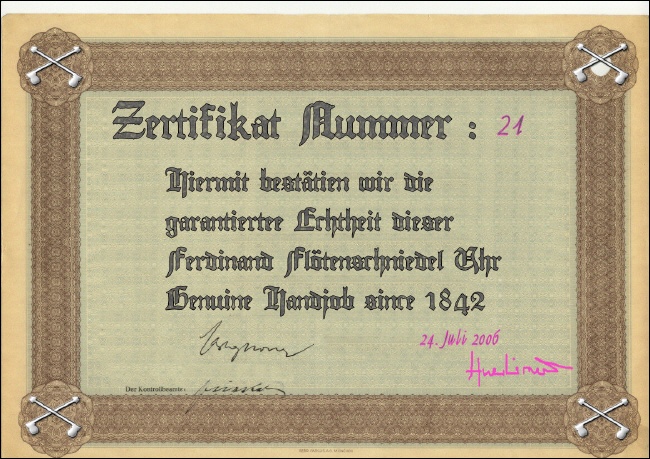 Zertifikat Nummer : 21
Hiermit bestätien wir die
garantiertee Echtheit dieser
Ferdinand Flötenschniedel Uhr
Genuine Handjob since 1842
24. Juli 2006
Der Kontrollbeamte: